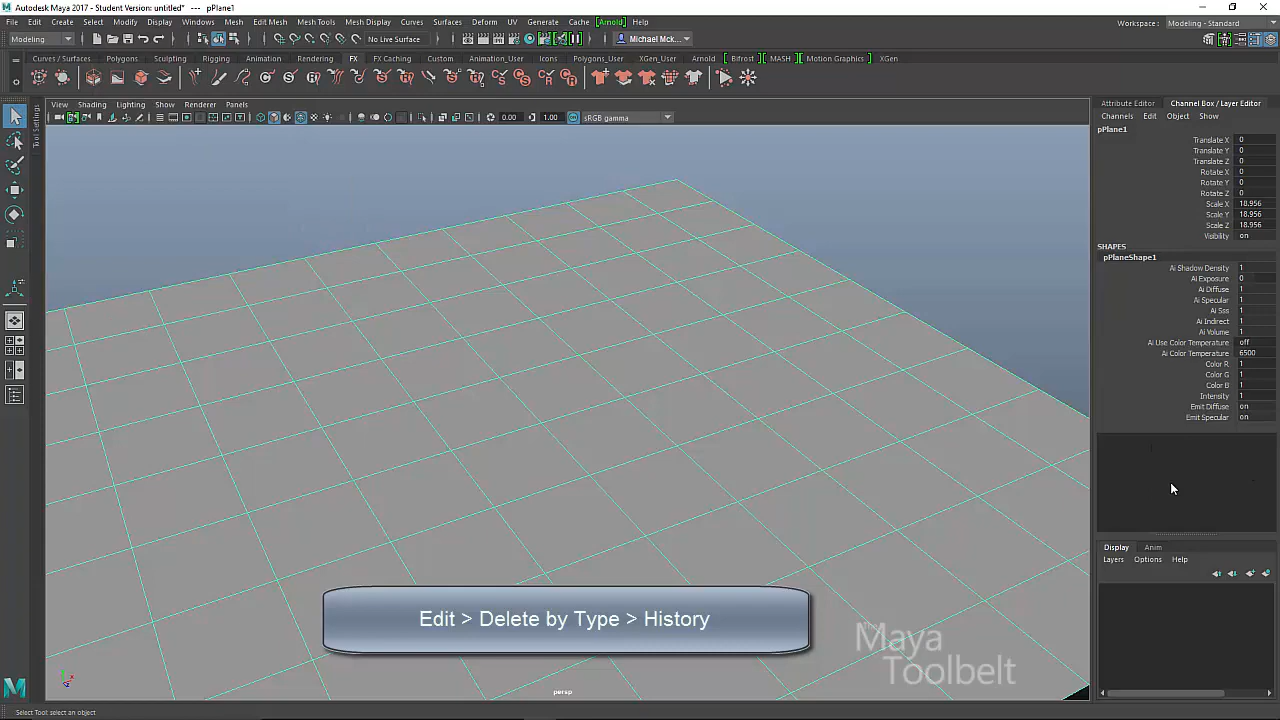 Autodesk Maya 2017 - Student Version: untitled* --- pPlane1
File Edit Create Select Modify Display Windows Mesh Edit Mesh Mesh Tools Mesh Display Curves Surfaces Deform UV Generate Cache [Arnold] Help
Workspace : Modeling - Standard
Modeling No Live Surface Michael Mck...
Curves / Surfaces Polygons Sculpting Rigging Animation Rendering FX FX Caching Custom Animation_User Icons Polygons_User XGen_User Arnold Bifrost MASH Motion Graphics XGen
View Shading Lighting Show Renderer Panels
0.00 1.00 sRGB gamma
Tool Settings
Attribute Editor Channel Box / Layer Editor
Channels Edit Object Show
pPlane1
Translate X 0
Translate Y 0
Translate Z 0
Rotate X 0
Rotate Y 0
Rotate Z 0
Scale X 18.956
Scale Y 18.956
Scale Z 18.956
Visibility on
SHAPES
pPlaneShape1
Ai Shadow Density 1
Ai Exposure 0
Ai Diffuse 1
Ai Specular 1
Ai Sss 1
Ai Indirect 1
Ai Volume 1
Ai Use Color Temperature off
Ai Color Temperature 6500
Color R 1
Color G 1
Color B 1
Intensity 1
Emit Diffuse on
Emit Specular on
Display Anim
Layers Options Help
Edit > Delete by Type > History
The
Maya
Toolbelt
persp
Select Tool: select an object